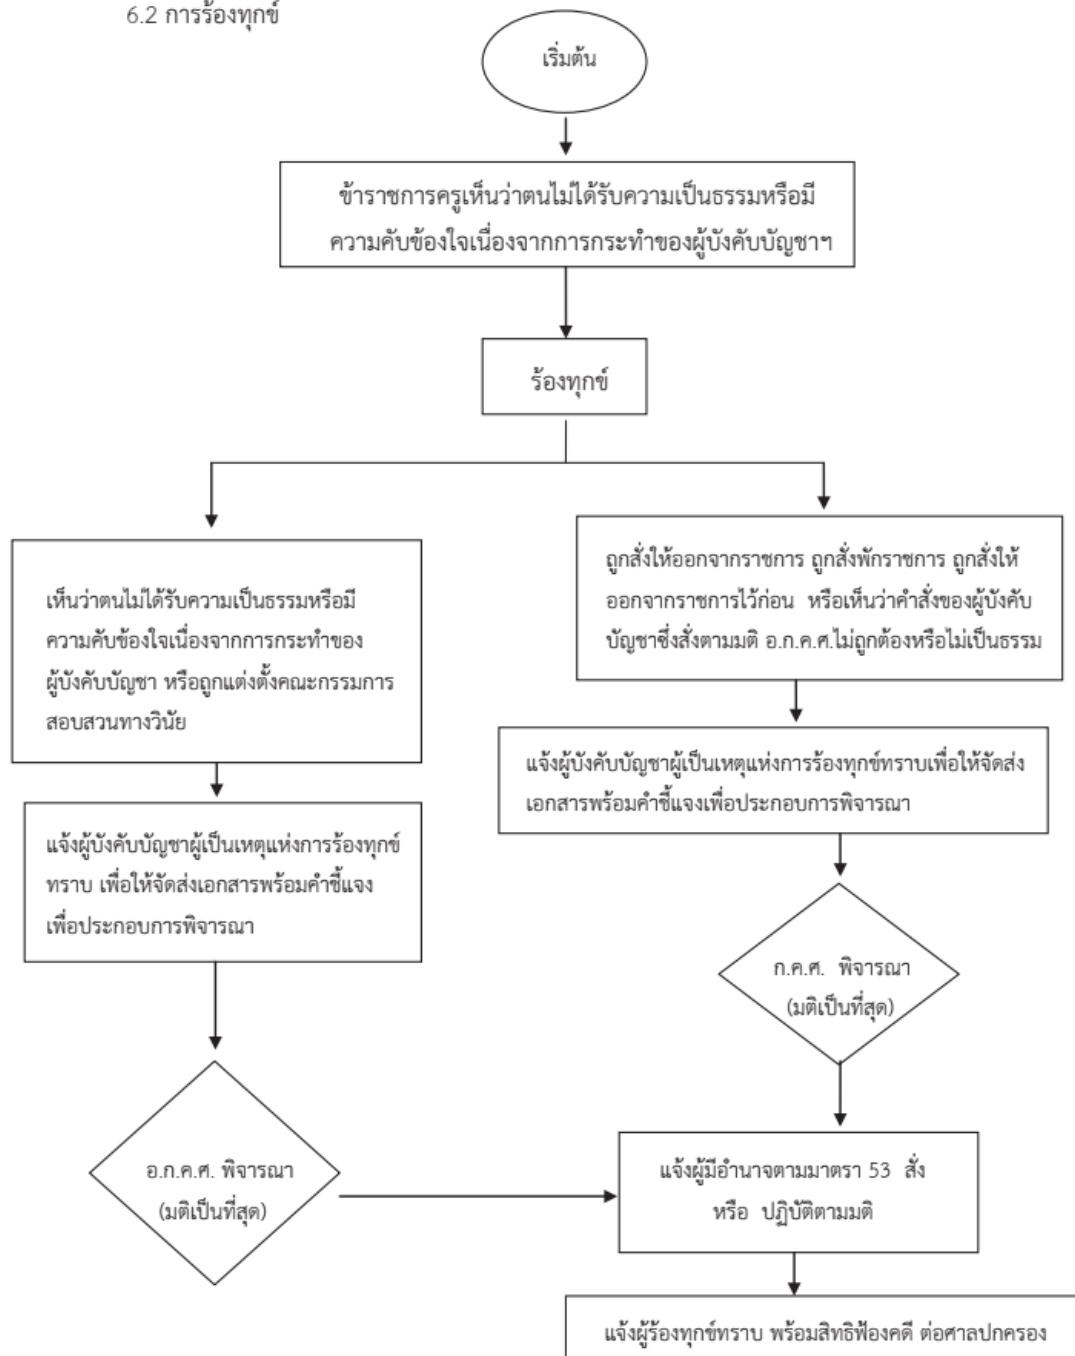 6.2 การร้องทุกข์
เริ่มต้น
ข้าราชการครูเห็นว่าตนไม่ได้รับความเป็นธรรมหรือมี
ความคับข้องใจเนื่องจากการกระทำของผู้บังคับบัญชาฯ
ร้องทุกข์
เห็นว่าตนไม่ได้รับความเป็นธรรมหรือมี
ความคับข้องใจเนื่องจากการกระทำของ
ผู้บังคับบัญชา หรือถูกแต่งตั้งคณะกรรมการ
สอบสวนทางวินัย
แจ้งผู้บังคับบัญชาผู้เป็นเหตุแห่งการร้องทุกข์
ทราบ เพื่อให้จัดส่งเอกสารพร้อมคำชี้แจง
เพื่อประกอบการพิจารณา
อ.ก.ค.ศ. พิจารณา
(มติเป็นที่สุด)
ถูกสั่งให้ออกจากราชการ ถูกสั่งพักราชการ ถูกสั่งให้
ออกจากราชการไว้ก่อน หรือเห็นว่าคำสั่งของผู้บังคับ
บัญชาซึ่งสั่งตามมติ อ.ก.ค.ศ.ไม่ถูกต้องหรือไม่เป็นธรรม
แจ้งผู้บังคับบัญชาผู้เป็นเหตุแห่งการร้องทุกข์ทราบเพื่อให้จัดส่ง
เอกสารพร้อมคำชี้แจงเพื่อประกอบการพิจารณา
ก.ค.ศ. พิจารณา
(มติเป็นที่สุด)
แจ้งผู้มีอำนาจตามมาตรา 53 สั่ง
หรือ ปฏิบัติตามมติ
แจ้งผู้ร้องทุกข์ทราบ พร้อมสิทธิฟ้องคดี ต่อศาลปกครอง